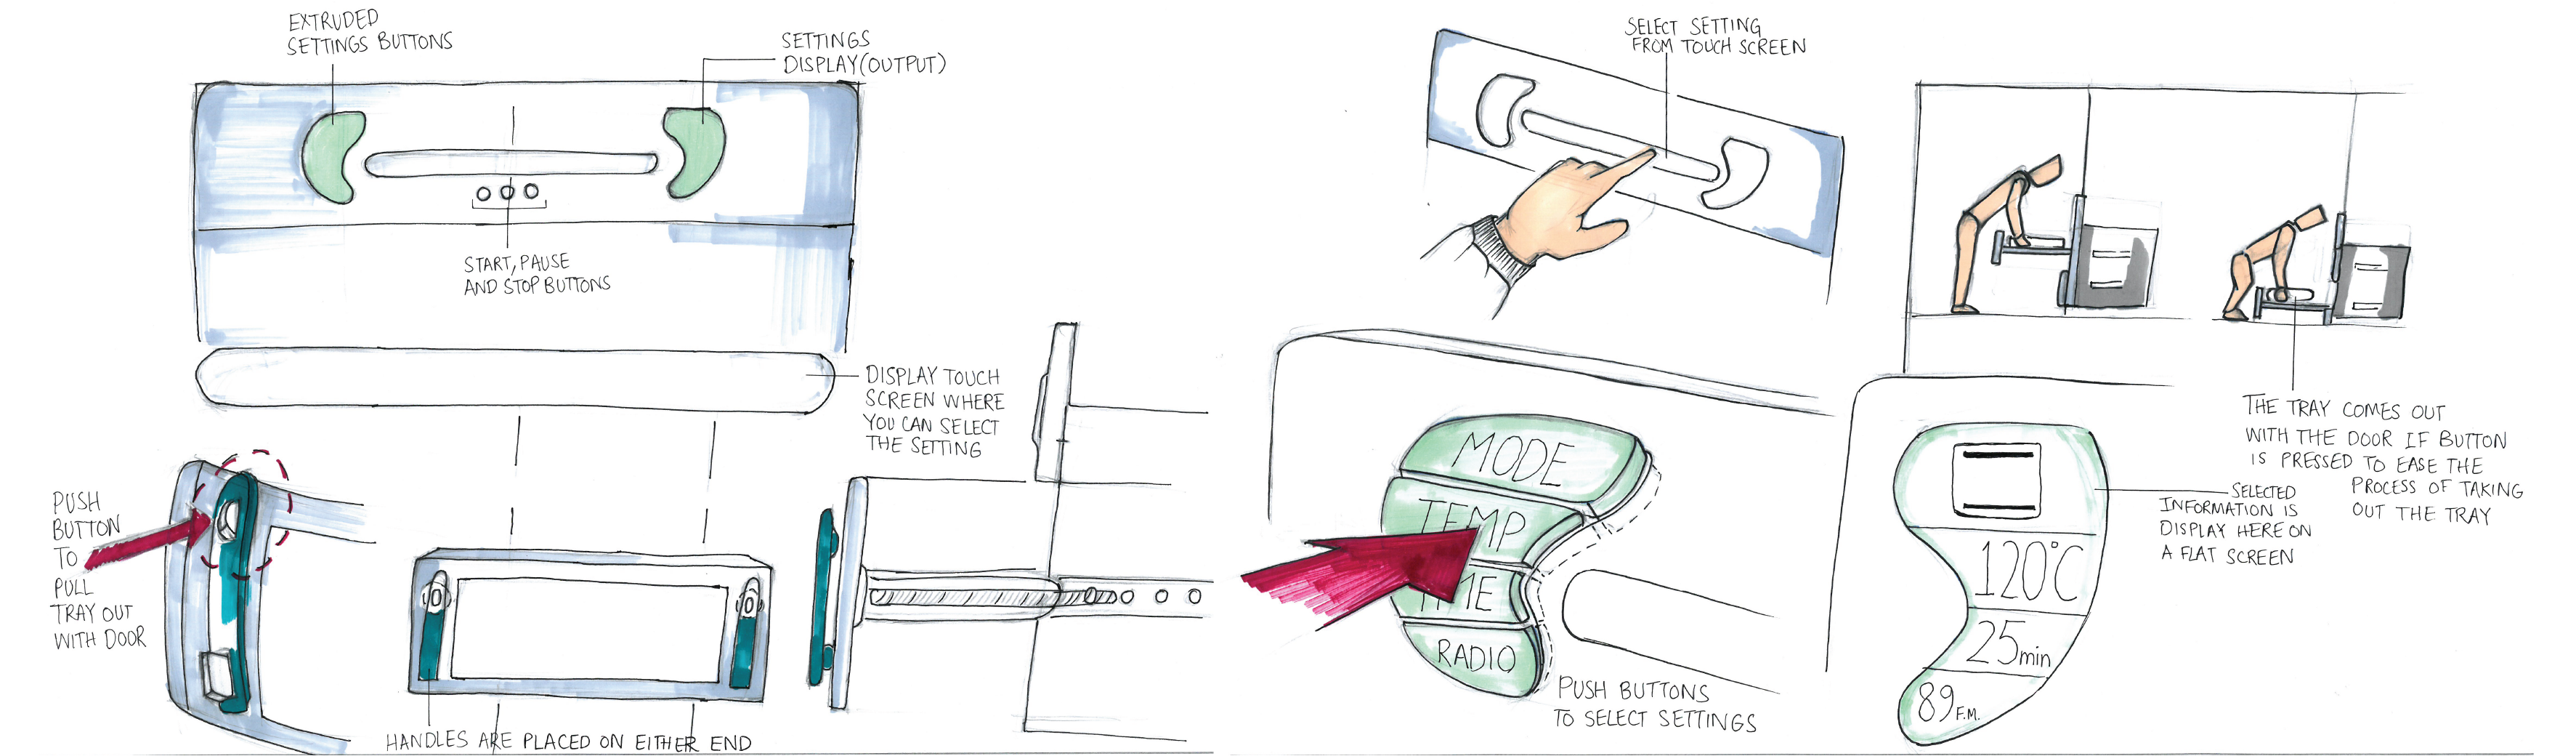 EXTRUDED
SETTINGS BUTTONS
SETTINGS
DISPLAY (OUTPUT)
START, PAUSE
AND STOP BUTTONS
DISPLAY TOUCH
SCREEN WHERE
YOU CAN SELECT
THE SETTING
PUSH
BUTTON
TO
PULL
TRAY OUT
WITH DOOR
HANDLES ARE PLACED ON EITHER END
SELECT SETTING
FROM TOUCH SCREEN
MODE
TEMP
TIME
RADIO
PUSH BUTTONS
TO SELECT SETTINGS
THE TRAY COMES OUT
WITH THE DOOR IF BUTTON
IS PRESSED TO EASE THE
PROCESS OF TAKING
OUT THE TRAY
SELECTED
INFORMATION IS
DISPLAY HERE ON
A FLAT SCREEN
120°C
25min
89 F.M.